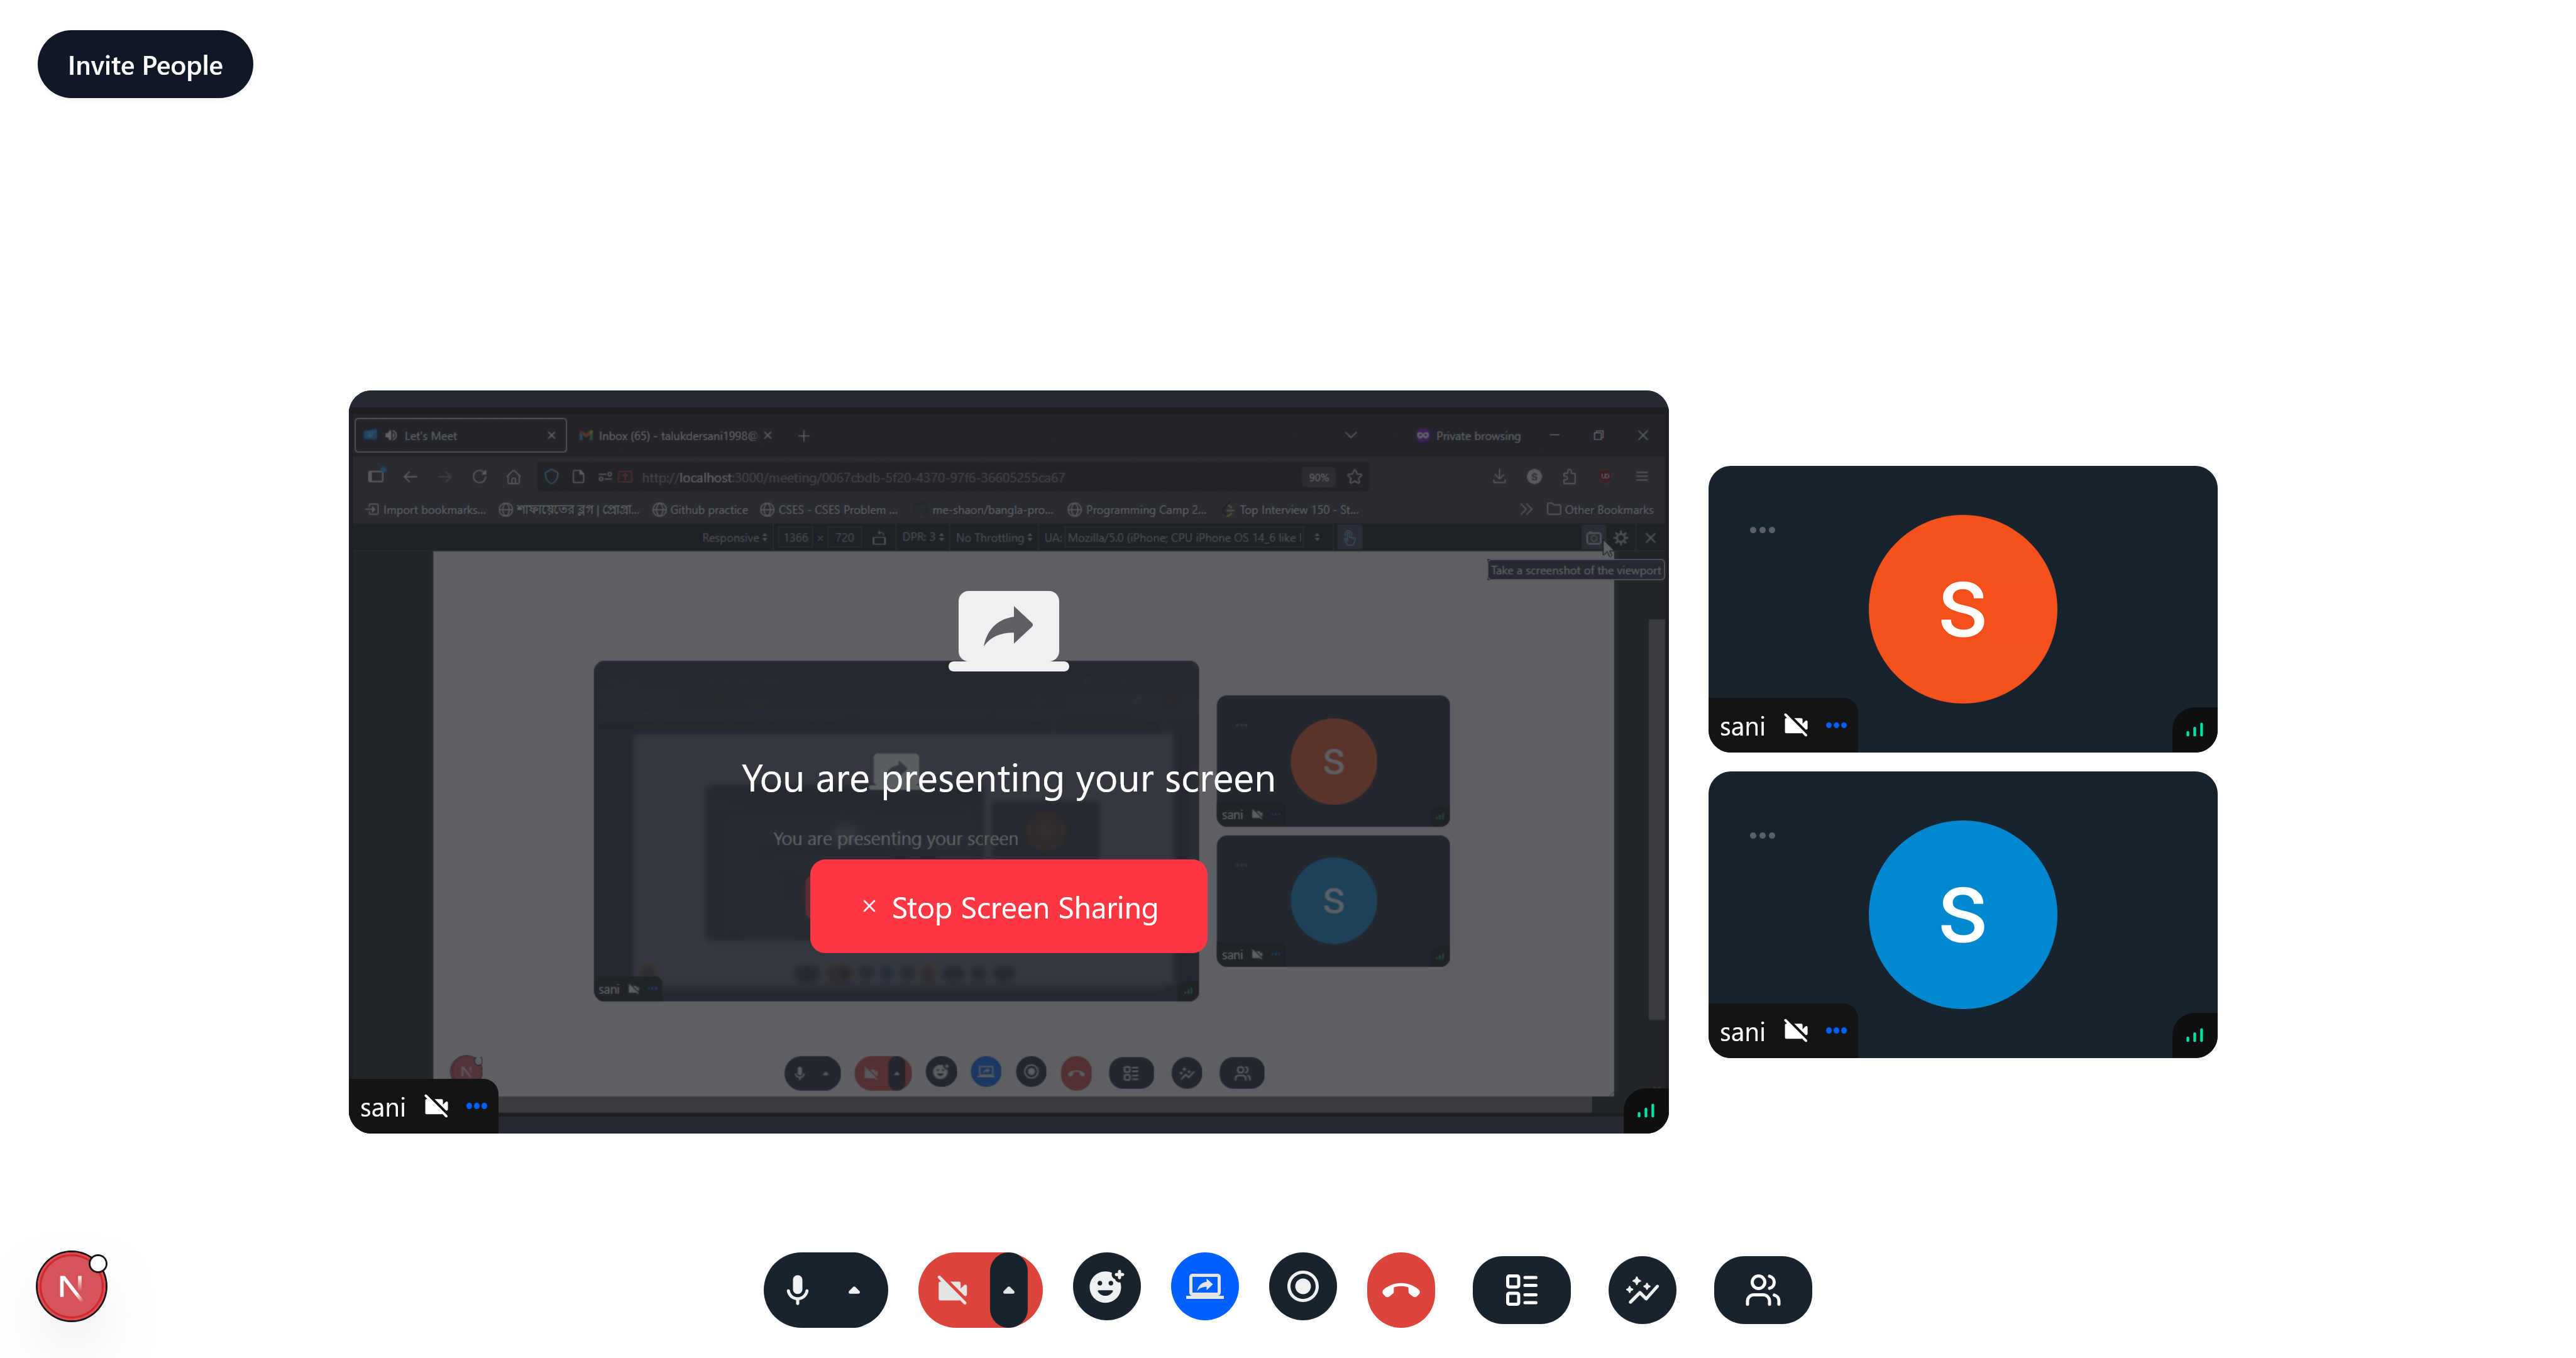 Invite People
Let's Meet
Inbox (65) - talukdersani1998@
Private browsing
http://localhost:3000/meeting/0067cbdb-5f20-4370-97f6-36605255ca67
90%
Import bookmarks...
শাফায়েতের ব্লগ | প্রোগ্রা...
Github practice
CSES - CSES Problem ...
me-shaon/bangla-pro...
Programming Camp 2...
Top Interview 150 - St...
Other Bookmarks
Responsive
1366 × 720
DPR: 3
No Throttling
UA: Mozilla/5.0 (iPhone; CPU iPhone OS 14_6 like
Take a screenshot of the viewport
You are presenting your screen
Stop Screen Sharing
You are presenting your screen
S
sani
S
sani
sani
N
sani
S
sani
S
sani
N